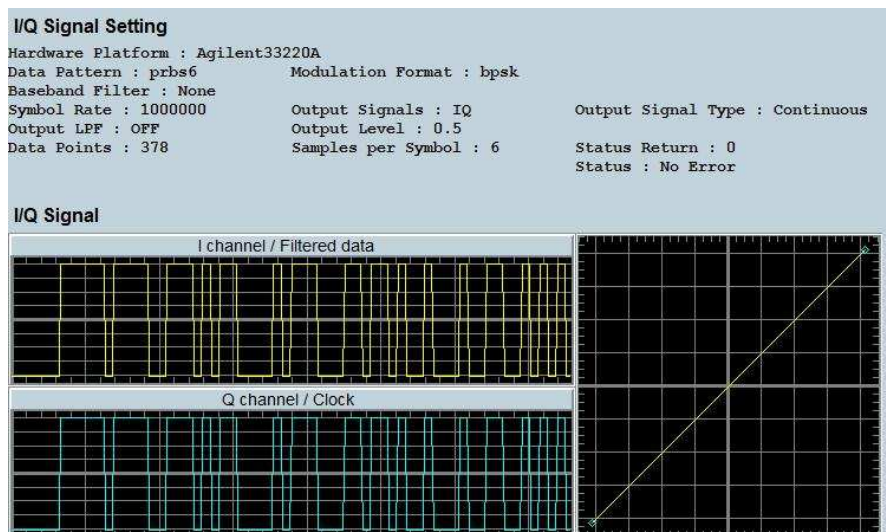 I/Q Signal Setting
Hardware Platform : Agilent33220A
Data Pattern : prbs6 Modulation Format : bpsk
Baseband Filter : None
Symbol Rate : 1000000 Output Signals : IQ Output Signal Type : Continuous
Output LPF : OFF Output Level : 0.5
Data Points : 378 Samples per Symbol : 6 Status Return : 0
Status : No Error
I/Q Signal
I channel / Filtered data
Q channel / Clock